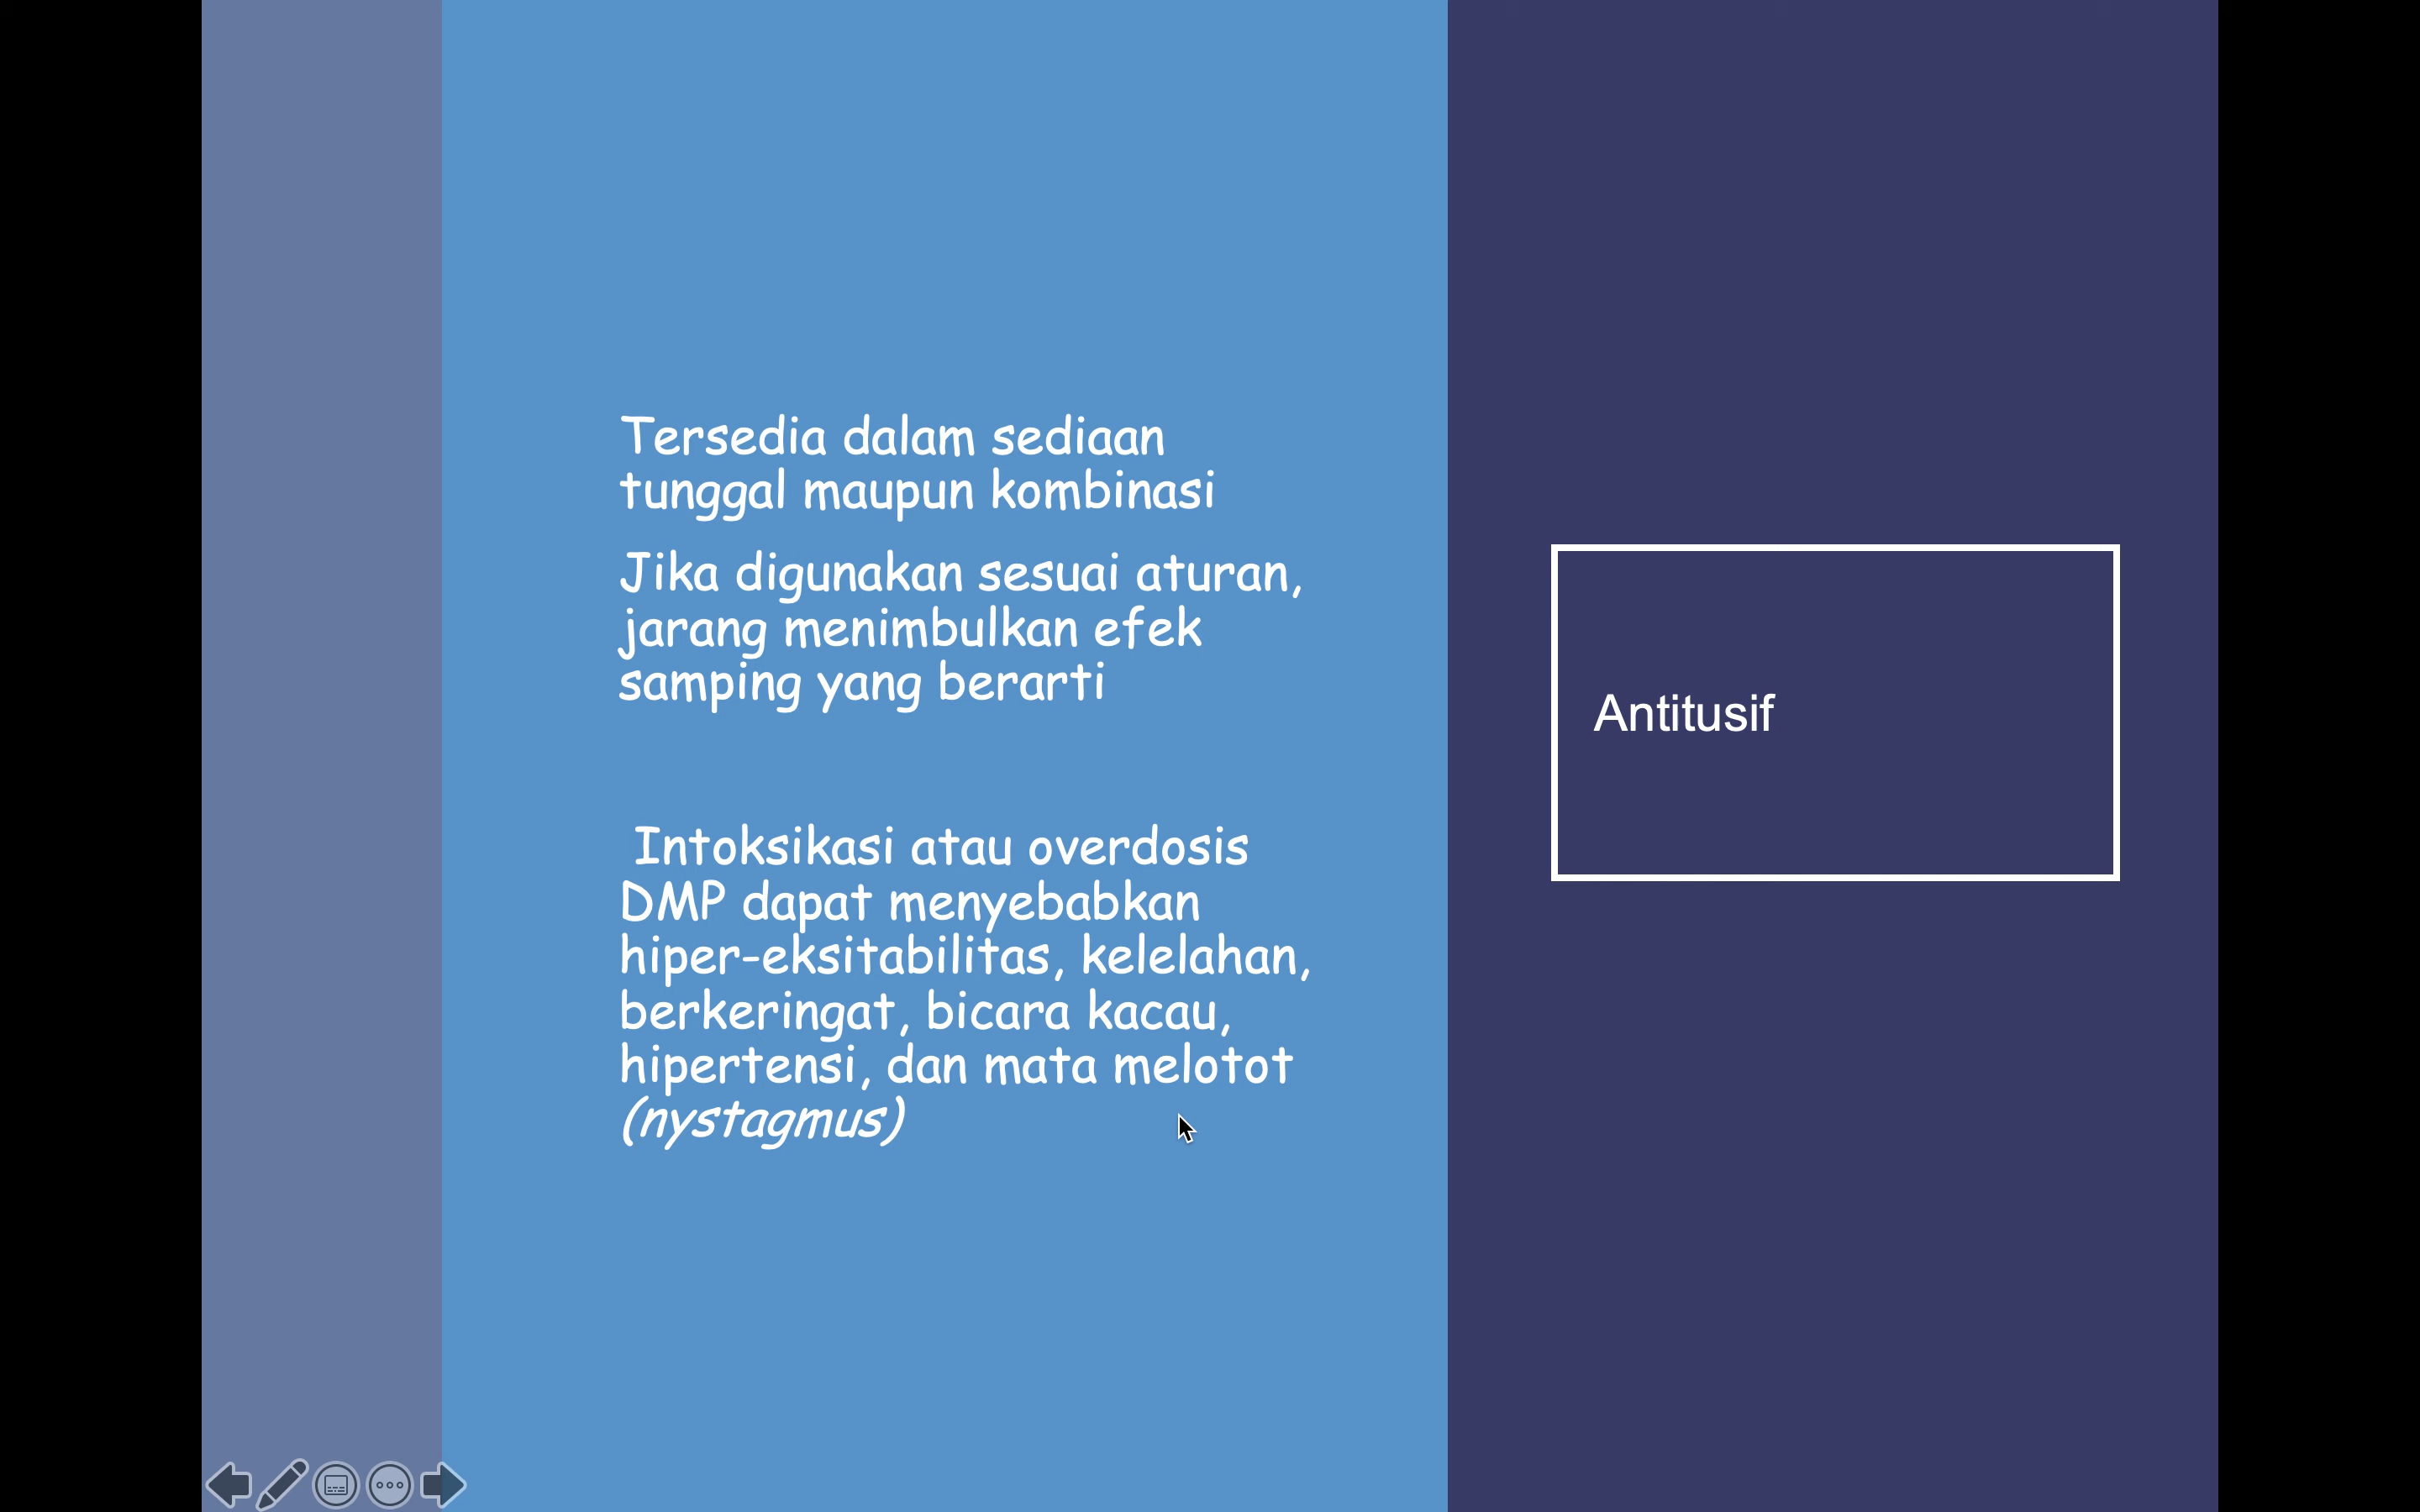 Tersedia dalam sediaan
tunggal maupun kombinasi
Jika digunakan sesuai aturan,
jarang menimbulkan efek
samping yang berarti
Intoksikasi atau overdosis
DMP dapat menyebabkan
hiper-eksitabilitas, kelelahan,
berkeringat, bicara kacau,
hipertensi, dan mata melotot
(nystagmus)
Antitusif